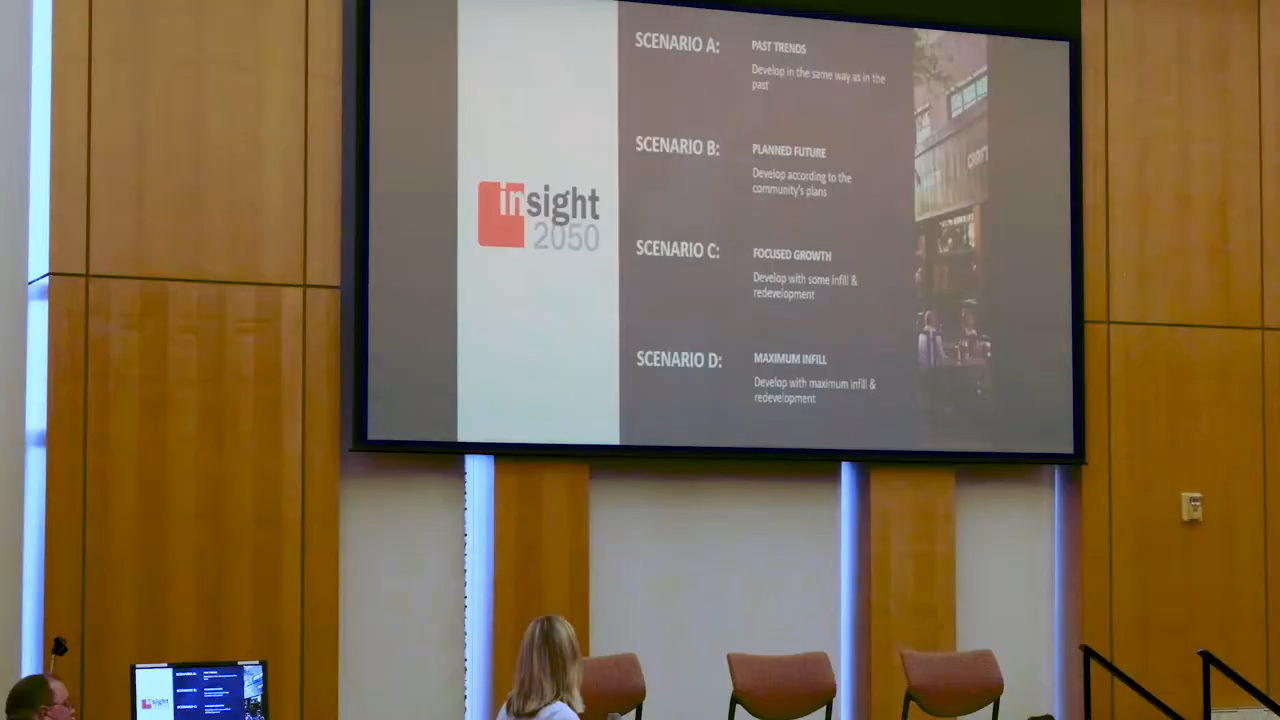 SCENARIO A:
PAST TRENDS
Develop in the same way as in the
past
SCENARIO B:
PLANNED FUTURE
Develop according to the
community's plans
insight
2050
SCENARIO C:
FOCUSED GROWTH
Develop with some infill &
redevelopment
SCENARIO D:
MAXIMUM INFILL
Develop with maximum infill &
redevelopment
insight